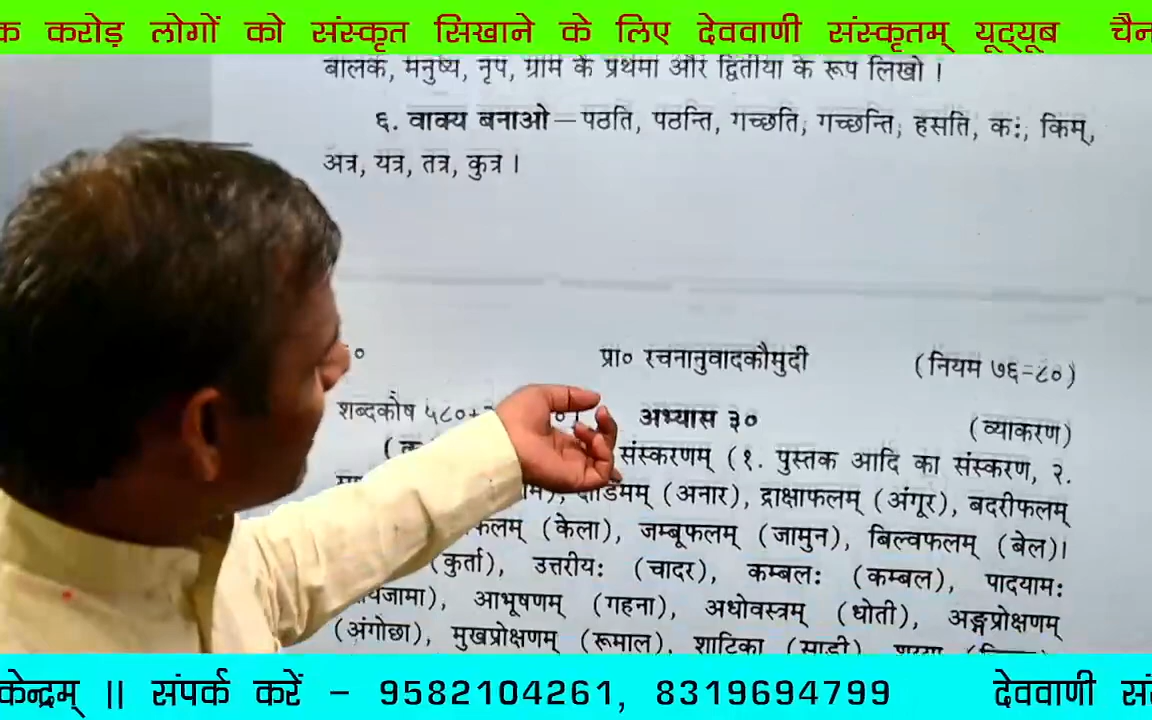 क करोड़ लोगों को संस्कृत सिखाने के लिए देववाणी संस्कृतम् यूट्यूब चैन
बालक, मनुष्य, नृप, ग्राम के प्रथमा और द्वितीया के रूप लिखो ।
६. वाक्य बनाओ—पठति, पठन्ति, गच्छति, गच्छन्ति, हसति, कः, किम्,
अत्र, यत्र, तत्र, कुत्र ।
० प्रा० रचनानुवादकौमुदी (नियम ७६-८०)
शब्दकोष ५८०+ अभ्यास ३० (व्याकरण)
संस्करणम् (१. पुस्तक आदि का संस्करण, २.
दाडिमम् (अनार), द्राक्षाफलम् (अंगूर), बदरीफलम्
फलम् (केला), जम्बूफलम् (जामुन), बिल्वफलम् (बेल)।
(कुर्ता), उत्तरीयः (चादर), कम्बलः (कम्बल), पादयामः
यजामा), आभूषणम् (गहना), अधोवस्त्रम् (धोती), अङ्गप्रोक्षणम्
(अंगोछा), मुखप्रोक्षणम् (रूमाल), शाटिका (साड़ी),
केन्द्रम् || संपर्क करें - 9582104261, 8319694799 देववाणी सं